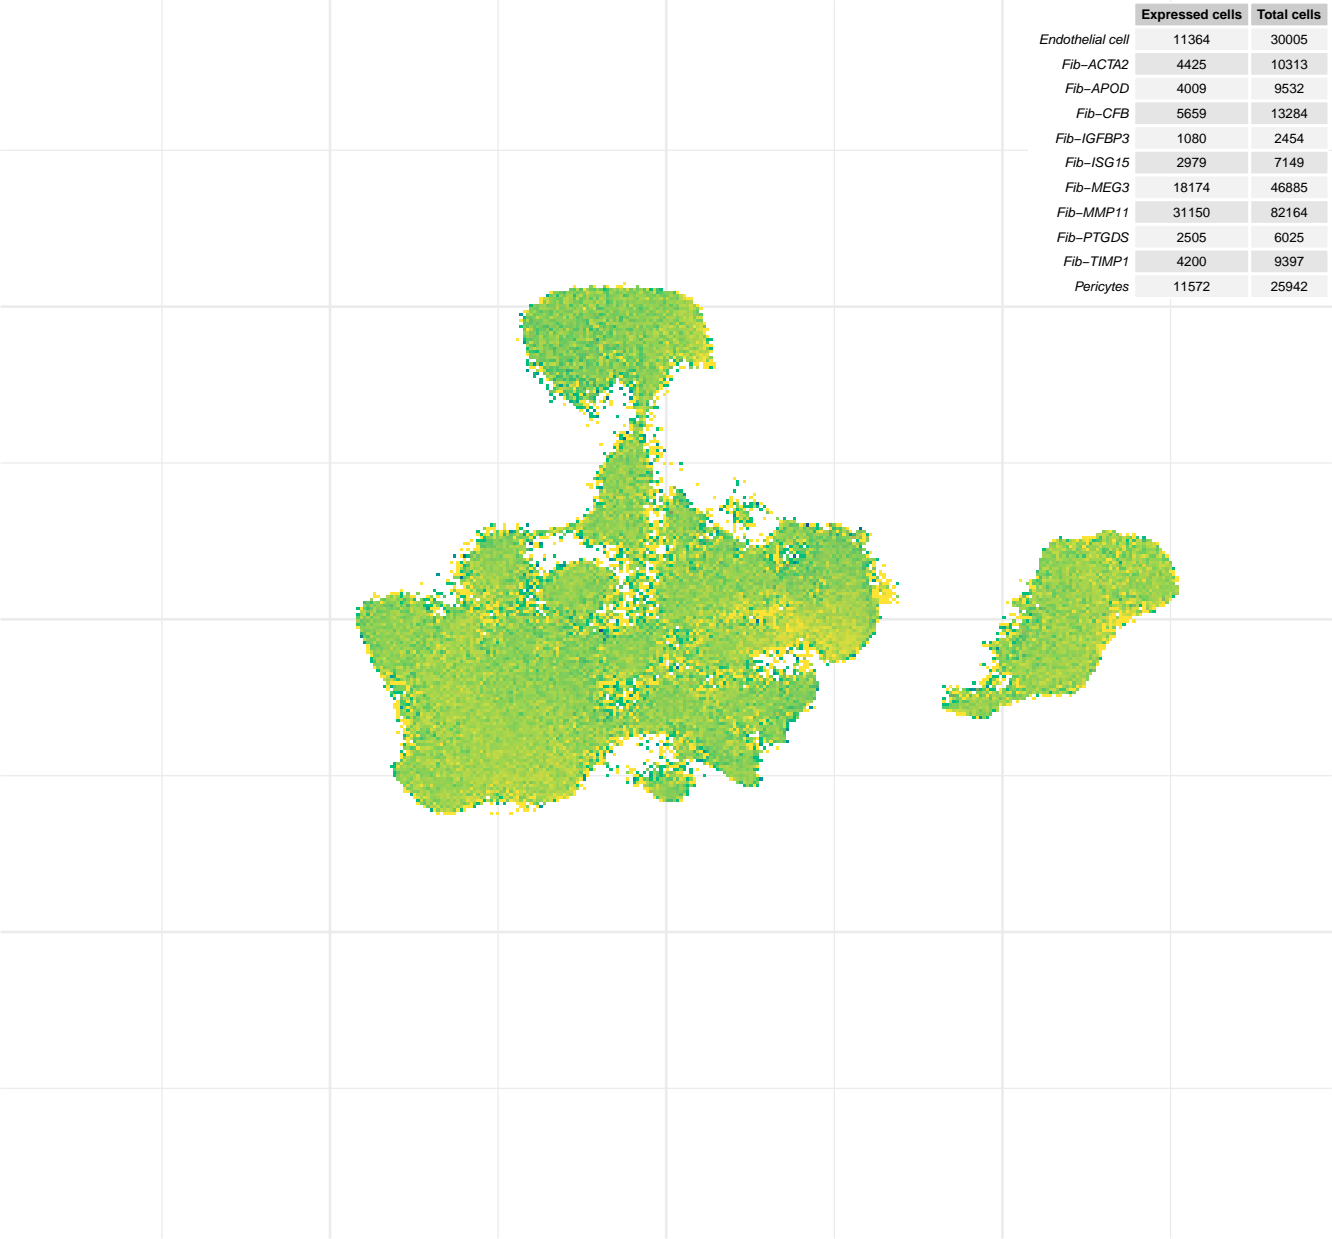 Expressed cells Total cells
Endothelial cell 11364 30005
Fib−ACTA2 4425 10313
Fib−APOD 4009 9532
Fib−CFB 5659 13284
Fib−IGFBP3 1080 2454
Fib−ISG15 2979 7149
Fib−MEG3 18174 46885
Fib−MMP11 31150 82164
Fib−PTGDS 2505 6025
Fib−TIMP1 4200 9397
Pericytes 11572 25942